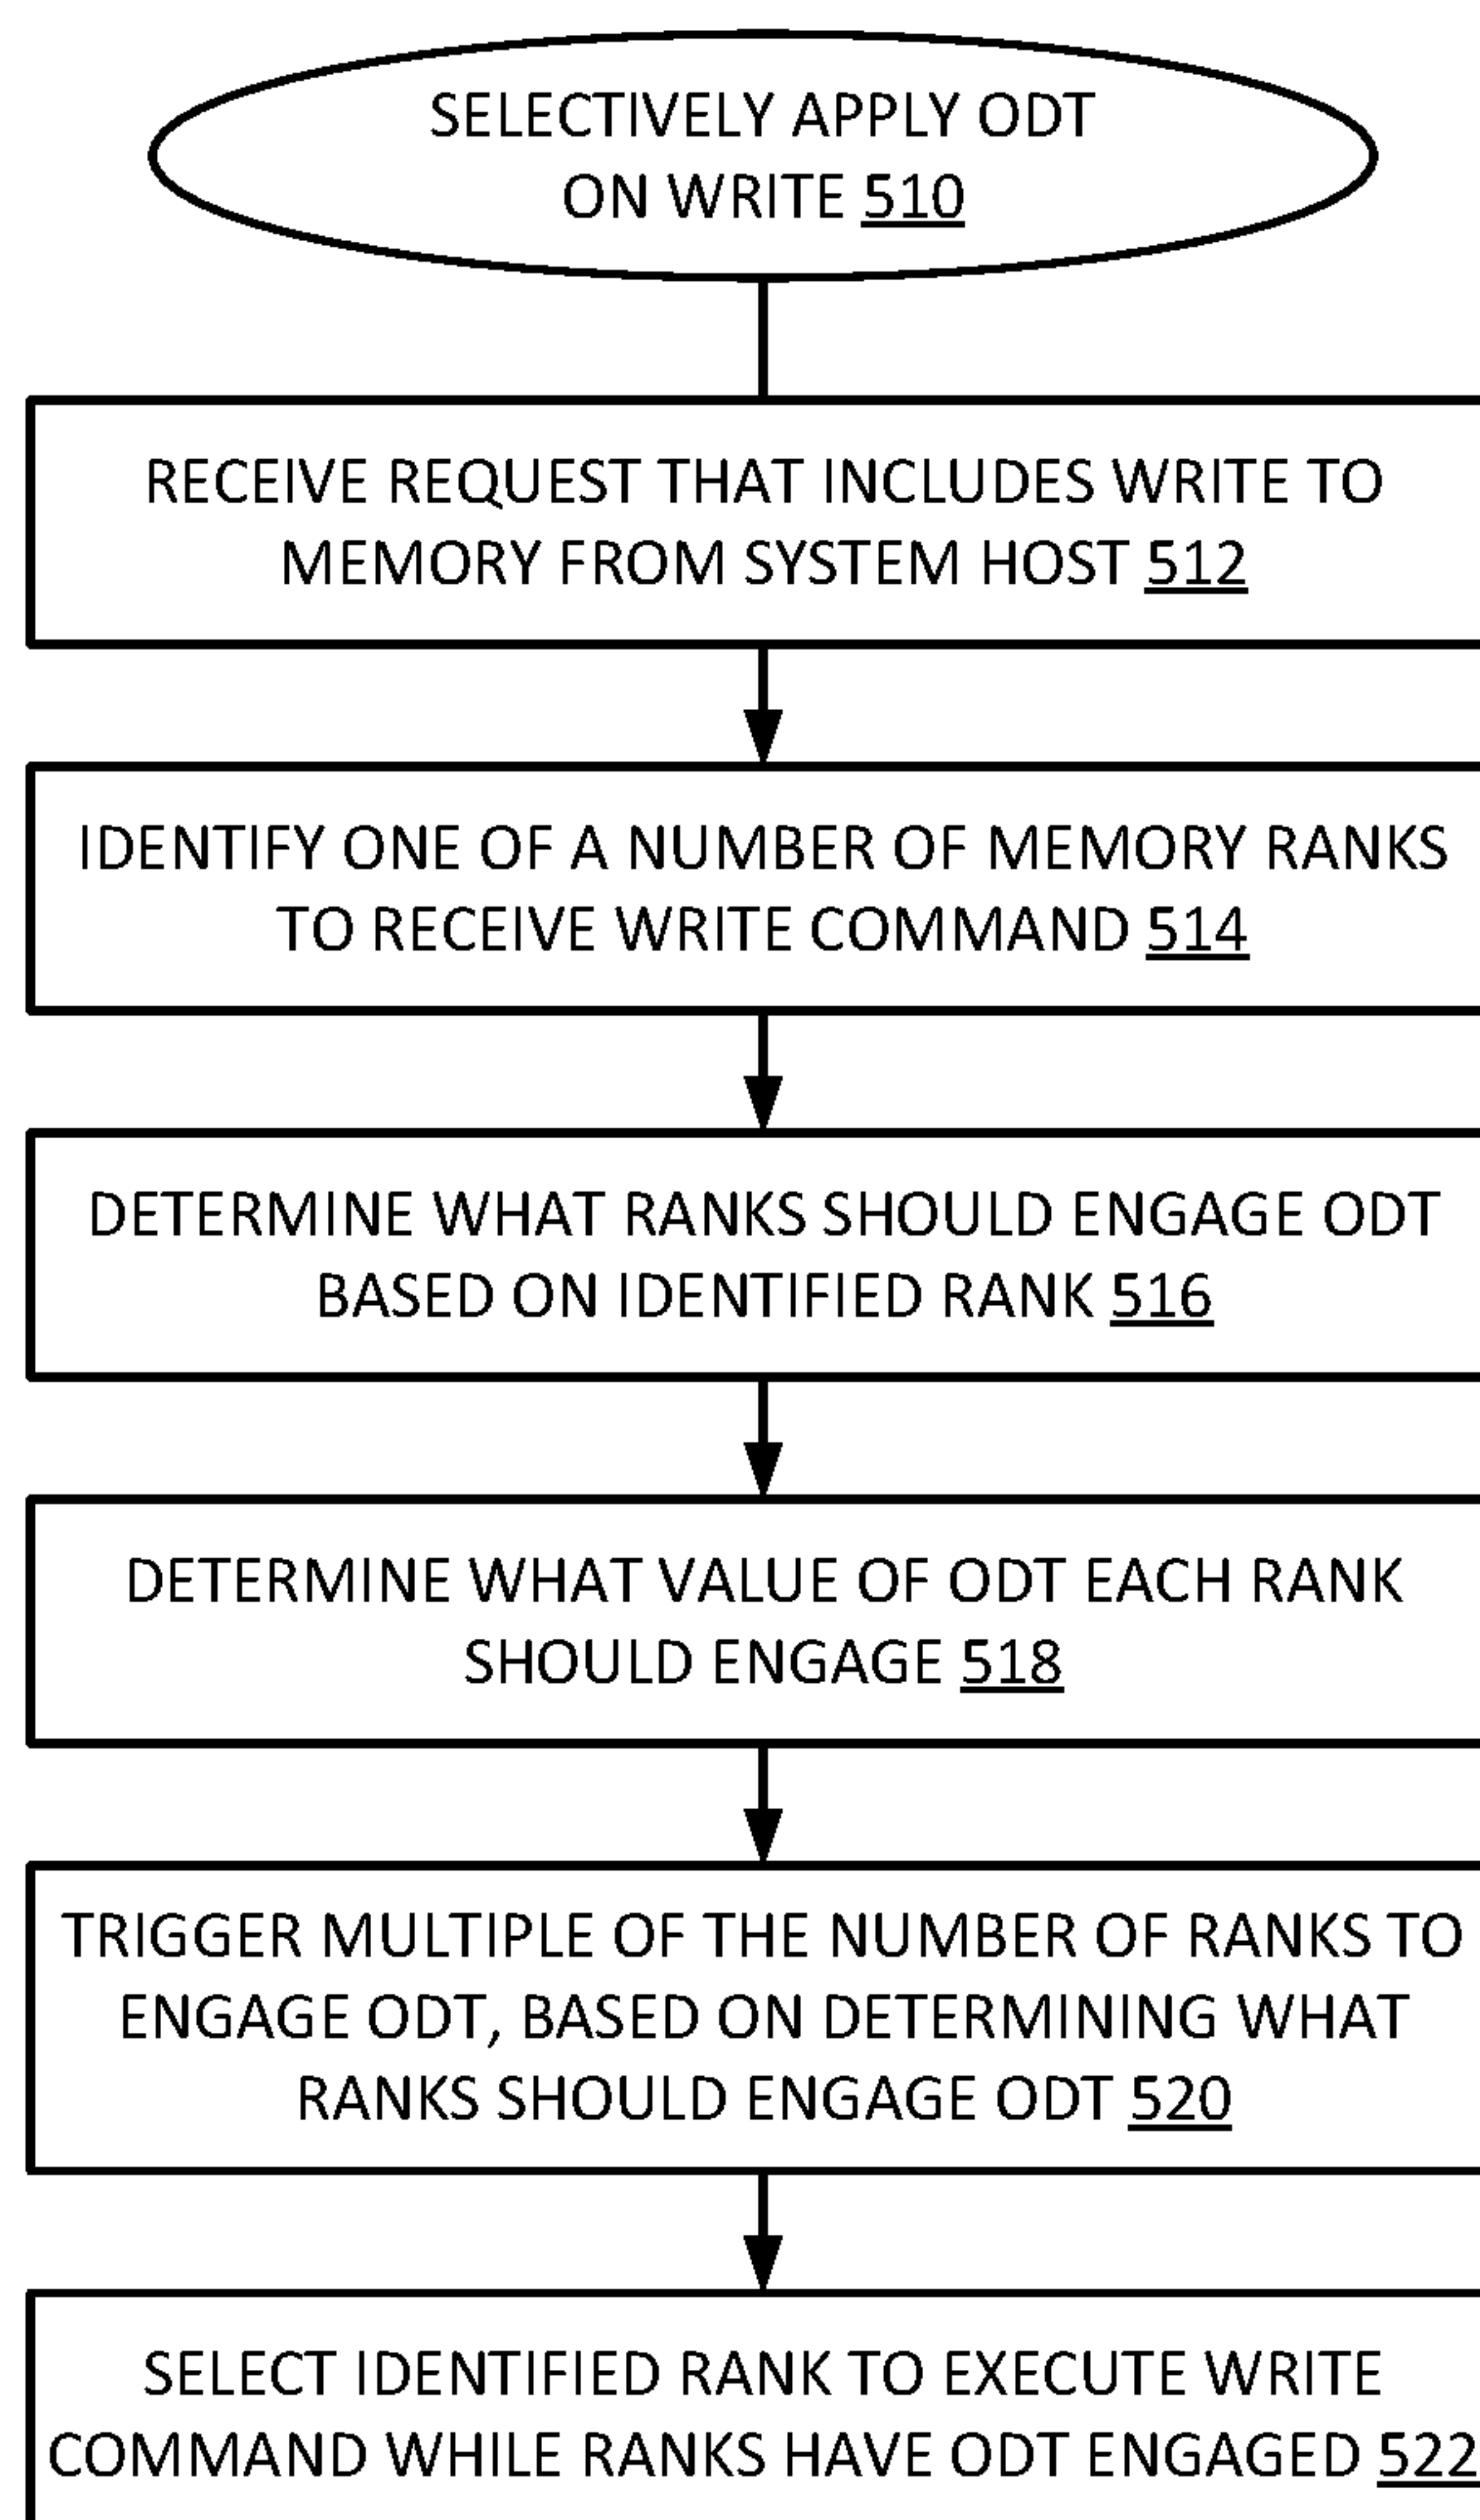 SELECTIVELY APPLY ODT
ON WRITE 510
RECEIVE REQUEST THAT INCLUDES WRITE TO
MEMORY FROM SYSTEM HOST 512
IDENTIFY ONE OF A NUMBER OF MEMORY RANKS
TO RECEIVE WRITE COMMAND 514
DETERMINE WHAT RANKS SHOULD ENGAGE ODT
BASED ON IDENTIFIED RANK 516
DETERMINE WHAT VALUE OF ODT EACH RANK
SHOULD ENGAGE 518
TRIGGER MULTIPLE OF THE NUMBER OF RANKS TO
ENGAGE ODT, BASED ON DETERMINING WHAT
RANKS SHOULD ENGAGE ODT 520
SELECT IDENTIFIED RANK TO EXECUTE WRITE
COMMAND WHILE RANKS HAVE ODT ENGAGED 522